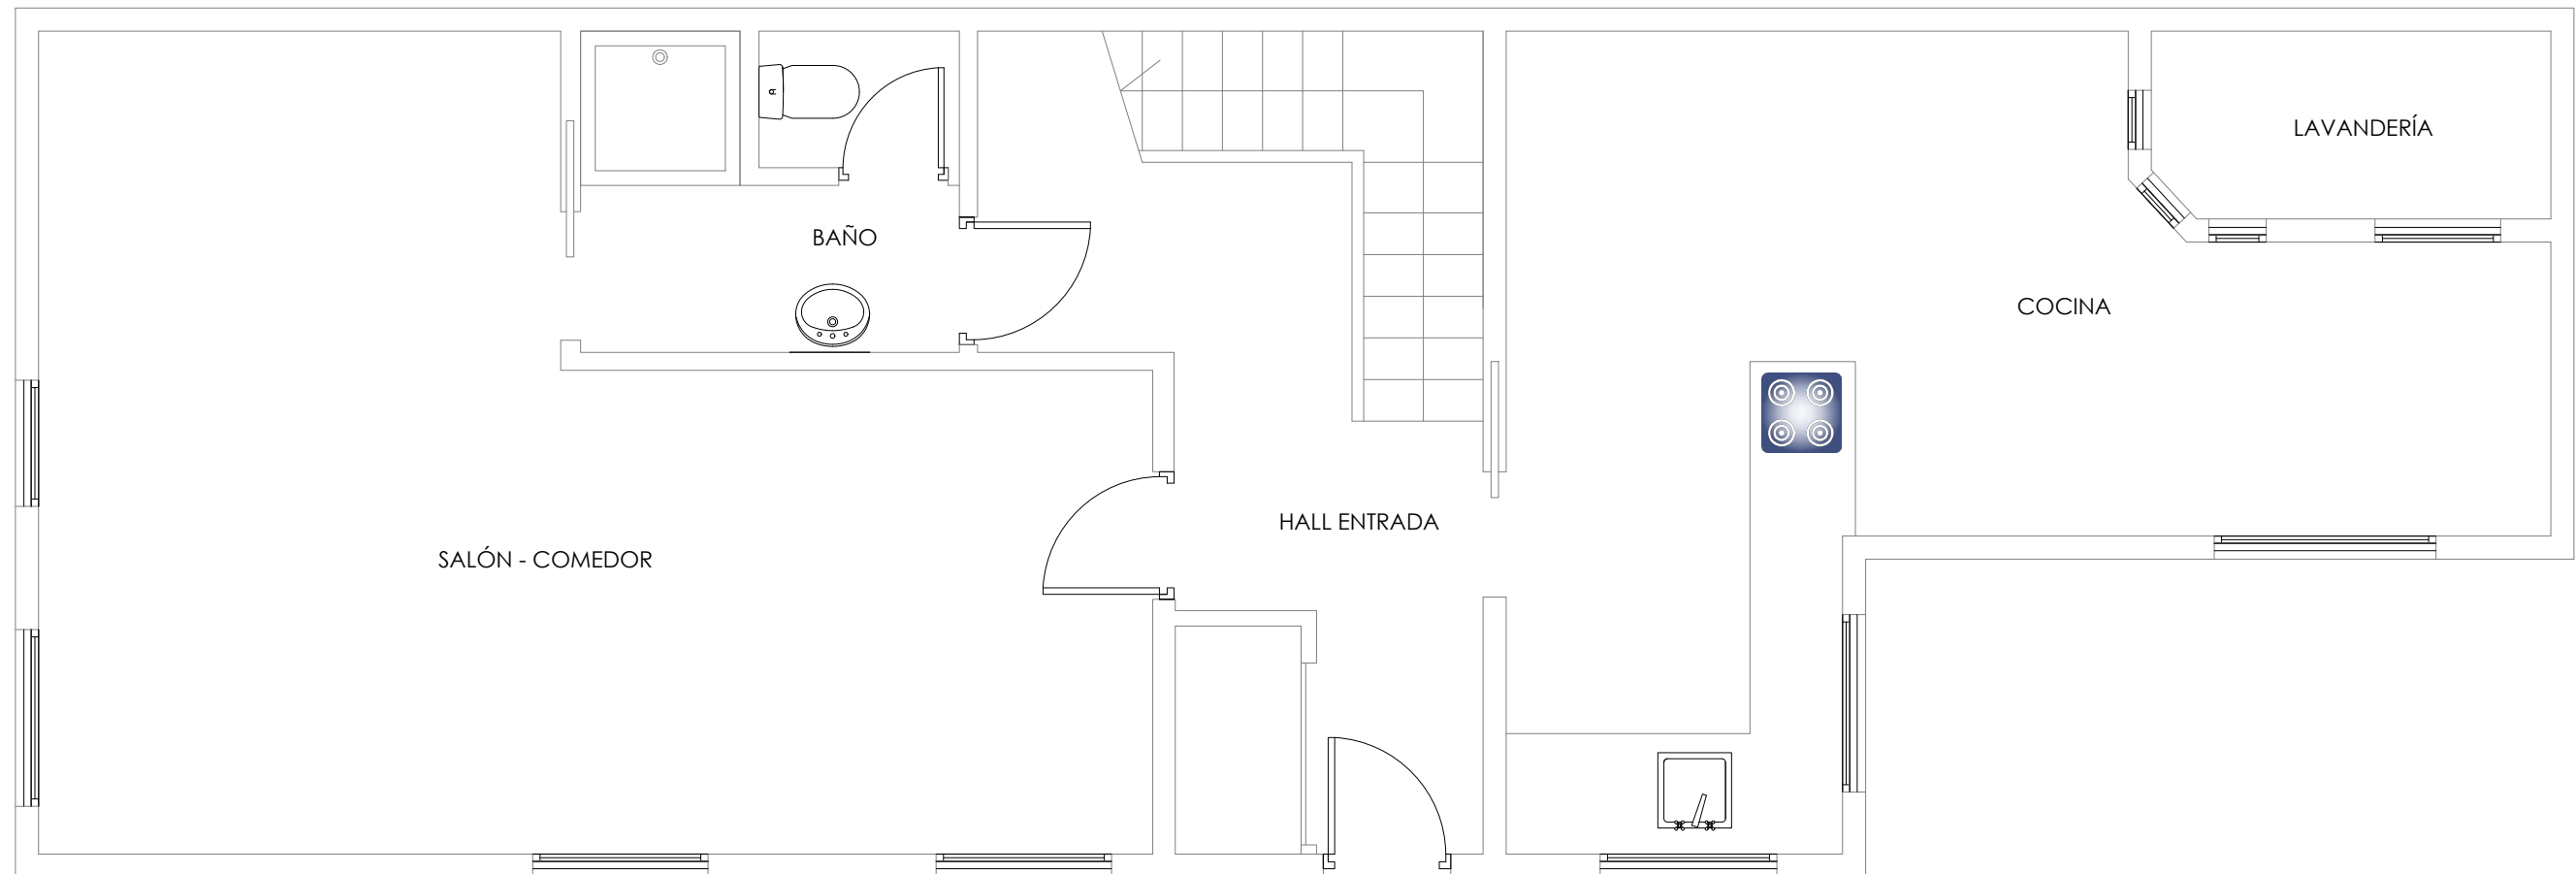 LAVANDERÍA
BAÑO
COCINA
HALL ENTRADA
SALÓN - COMEDOR